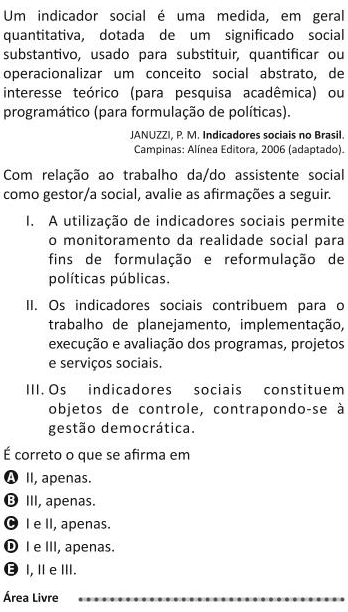 Um indicador social é uma medida, em geral
quantitativa, dotada de um significado social
substantivo, usado para substituir, quantificar ou
operacionalizar um conceito social abstrato, de
interesse teórico (para pesquisa acadêmica) ou
programático (para formulação de políticas).
JANUZZI, P. M. Indicadores sociais no Brasil.
Campinas: Alínea Editora, 2006 (adaptado).
Com relação ao trabalho da/do assistente social
como gestor/a social, avalie as afirmações a seguir.
I. A utilização de indicadores sociais permite
o monitoramento da realidade social para
fins de formulação e reformulação de
políticas públicas.
II. Os indicadores sociais contribuem para o
trabalho de planejamento, implementação,
execução e avaliação dos programas, projetos
e serviços sociais.
III. Os indicadores sociais constituem
objetos de controle, contrapondo-se à
gestão democrática.
É correto o que se afirma em
A II, apenas.
B III, apenas.
C I e II, apenas.
D I e III, apenas.
E I, II e III.
Área Livre